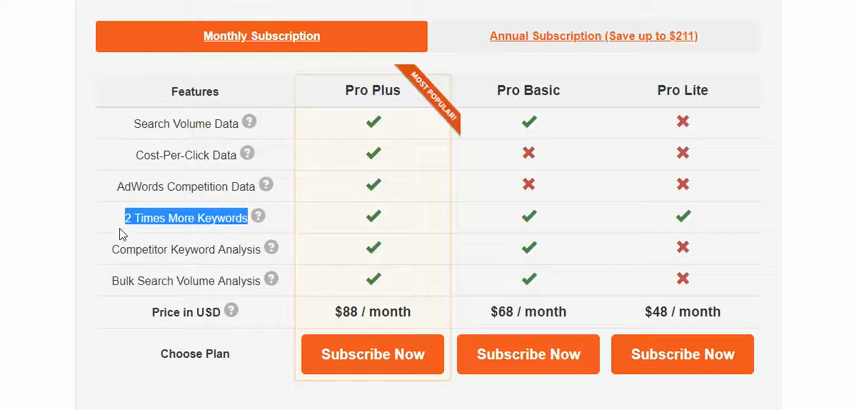 Monthly Subscription
Annual Subscription (Save up to $211)
Features
Pro Plus
MOST POPULAR!
Pro Basic
Pro Lite
Search Volume Data ?
Cost-Per-Click Data ?
AdWords Competition Data ?
2 Times More Keywords ?
Competitor Keyword Analysis ?
Bulk Search Volume Analysis ?
Price in USD ? $88 / month $68 / month $48 / month
Choose Plan Subscribe Now Subscribe Now Subscribe Now